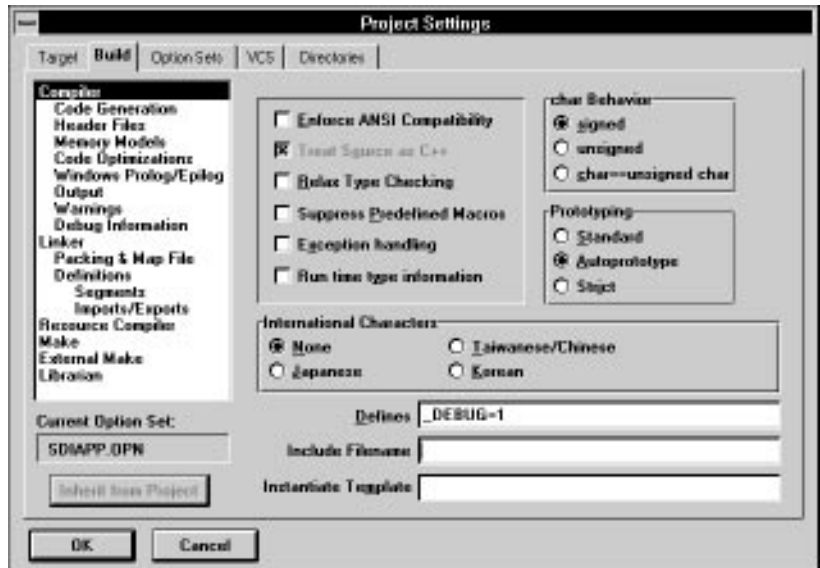 Project Settings
Target Build Option Sets VCS Directories
Compiler
Code Generation
Header Files
Memory Models
Code Optimizations
Windows Prolog/Epilog
Output
Warnings
Debug Information
Linker
Packing & Map File
Definitions
Segments
Imports/Exports
Resource Compiler
Make
External Make
Librarian
Current Option Set:
SDIAPP.OPN
Inherit from Project
Enforce ANSI Compatibility
Treat Source as C++
Relax Type Checking
Suppress Predefined Macros
Exception handling
Run time type information
char Behavior
signed
unsigned
char==unsigned char
Prototyping
Standard
Autoprototype
Strict
International Characters
None Taiwanese/Chinese
Japanese Korean
Defines _DEBUG=1
Include Filename
Instantiate Template
OK Cancel